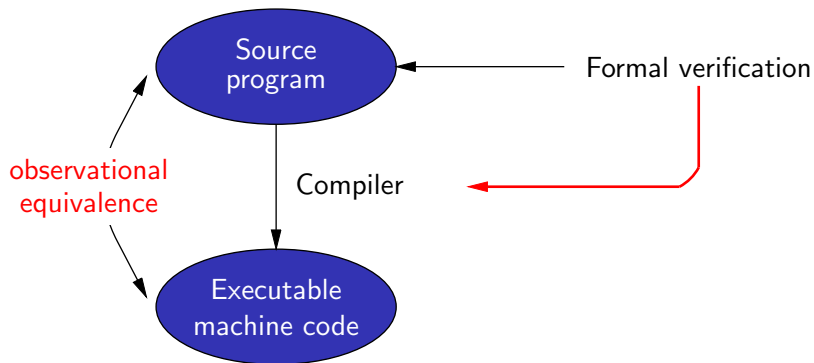 Source
program
Formal verification
observational
equivalence
Compiler
Executable
machine code